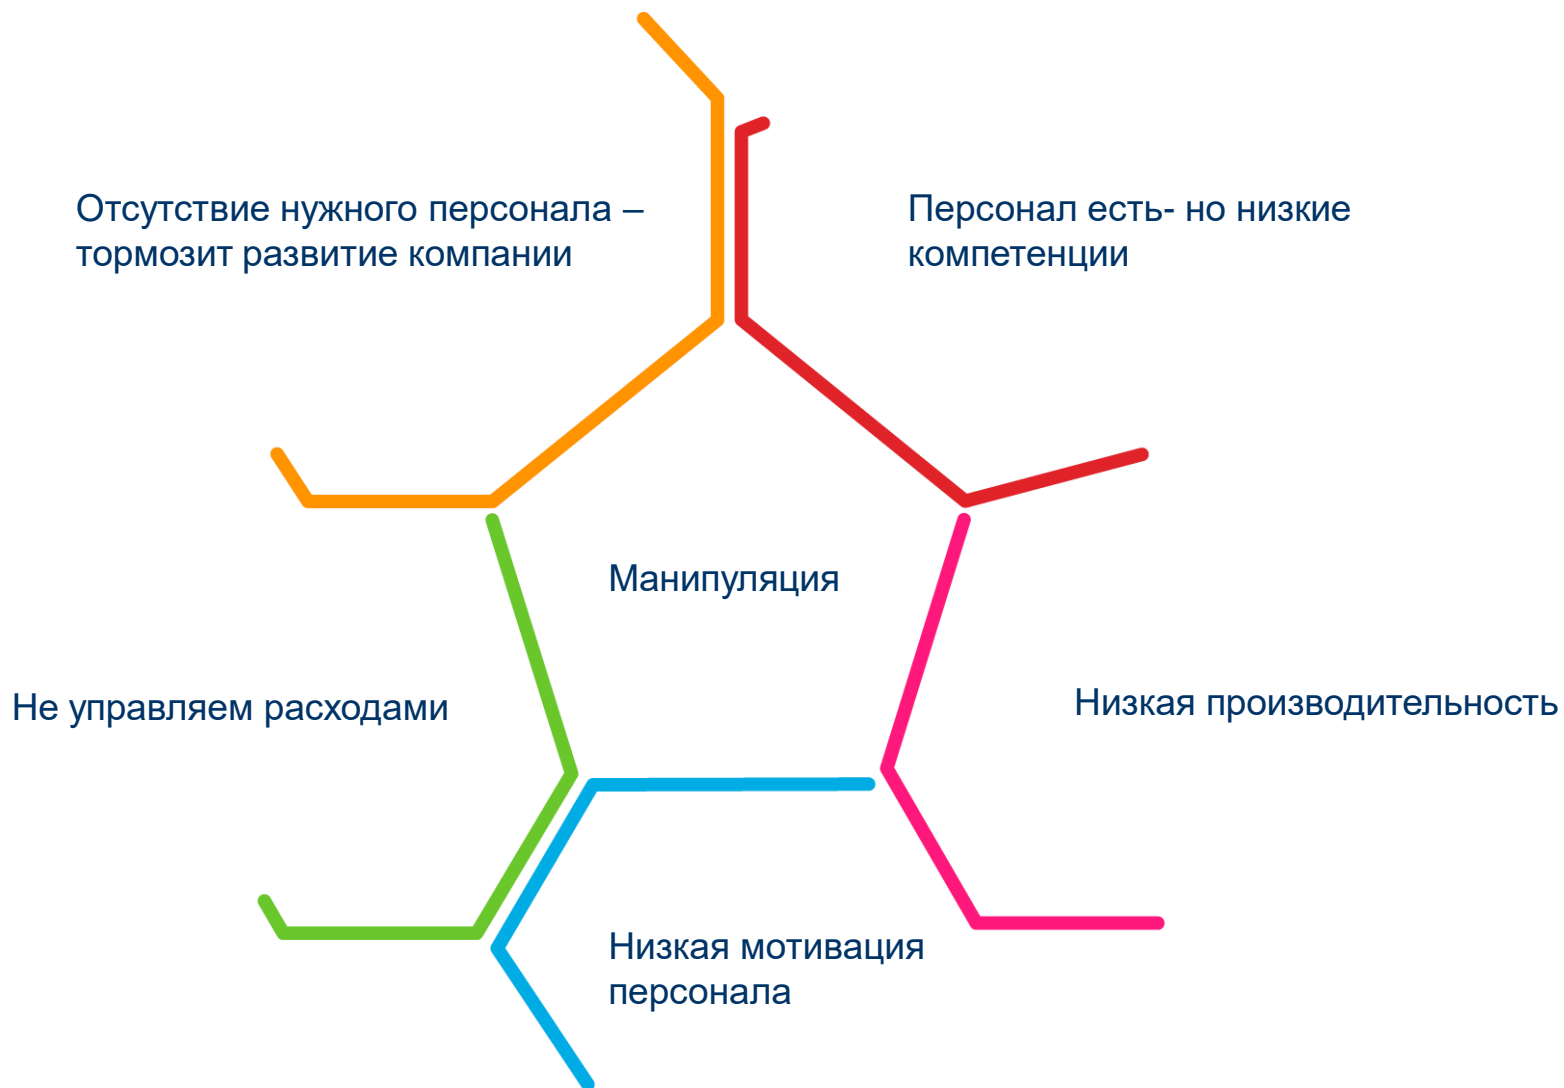 Отсутствие нужного персонала –
тормозит развитие компании
Персонал есть- но низкие
компетенции
Манипуляция
Не управляем расходами
Низкая производительность
Низкая мотивация
персонала